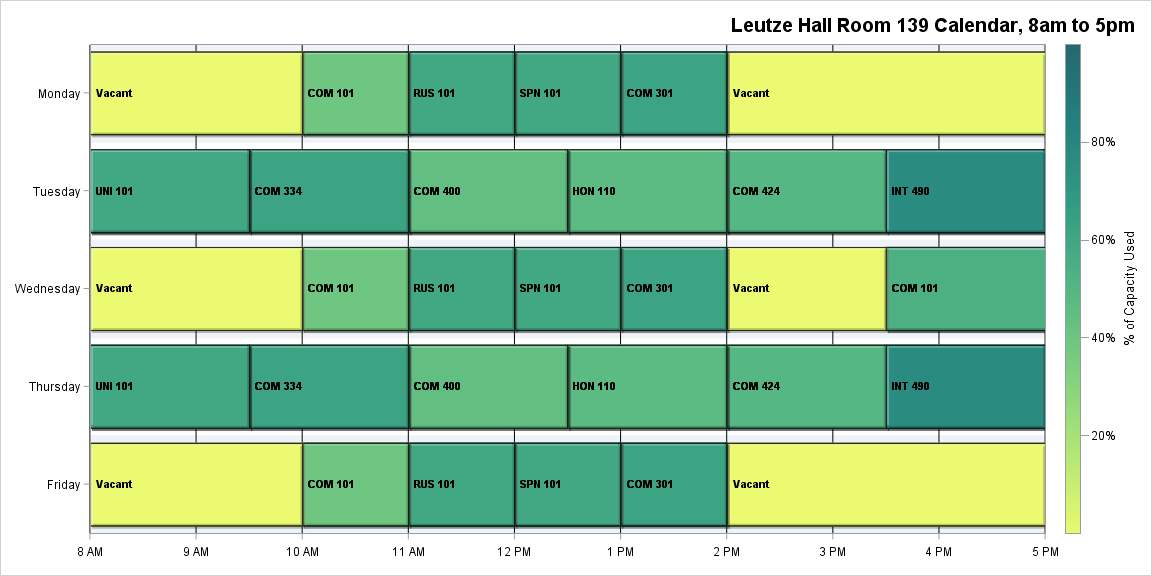 Leutze Hall Room 139 Calendar, 8am to 5pm
Monday
Vacant
COM 101
RUS 101
SPN 101
COM 301
Vacant
Tuesday
UNI 101
COM 334
COM 400
HON 110
COM 424
INT 490
Wednesday
Vacant
COM 101
RUS 101
SPN 101
COM 301
Vacant
COM 101
Thursday
UNI 101
COM 334
COM 400
HON 110
COM 424
INT 490
Friday
Vacant
COM 101
RUS 101
SPN 101
COM 301
Vacant
8 AM
9 AM
10 AM
11 AM
12 PM
1 PM
2 PM
3 PM
4 PM
5 PM
80%
60%
40%
20%
% of Capacity Used